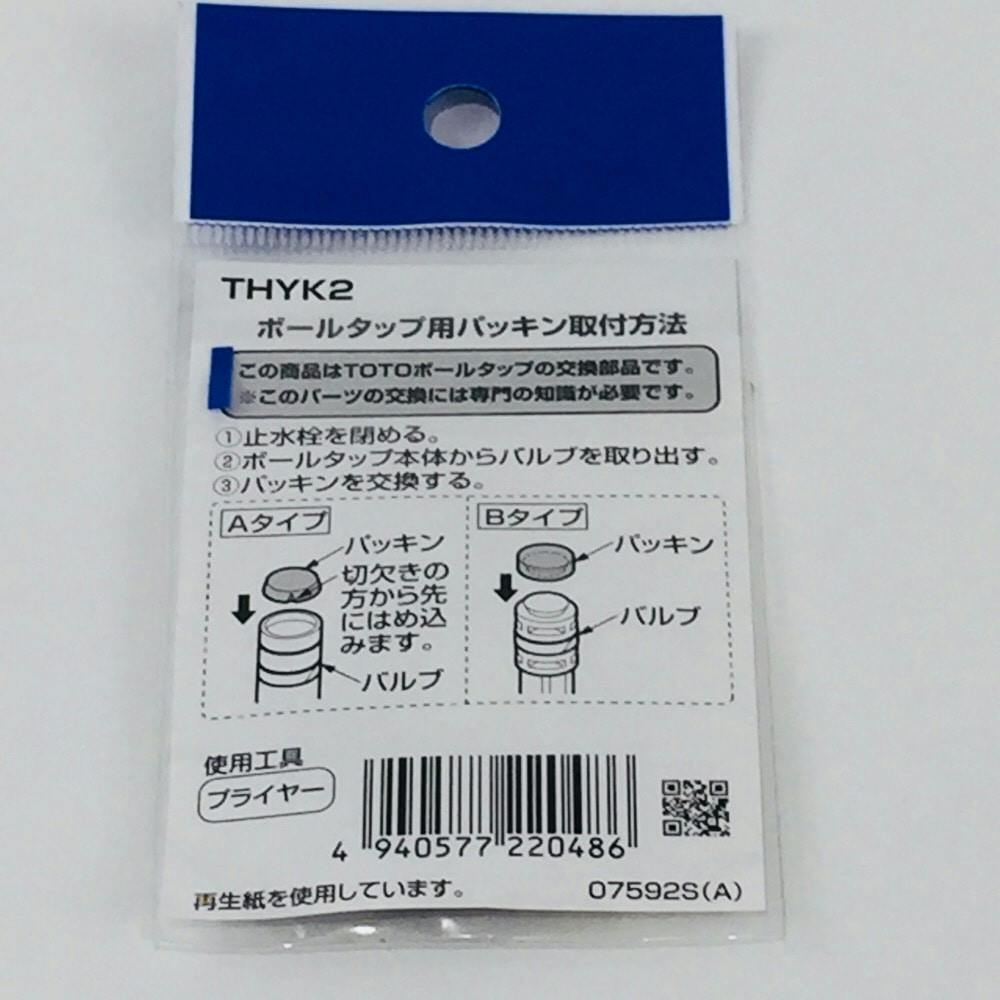 THYK2
ボールタップ用パッキン取付方法
この商品はTOTOボールタップの交換部品です。
※このパーツの交換には専門の知識が必要です。
①止水栓を閉める。
②ボールタップ本体からバルブを取り出す。
③パッキンを交換する。
Aタイプ
パッキン
切欠きの
方から先
にはめ込
みます。
バルブ
Bタイプ
パッキン
バルブ
使用工具
プライヤー
4 940577 220486
再生紙を使用しています。
07592S(A)